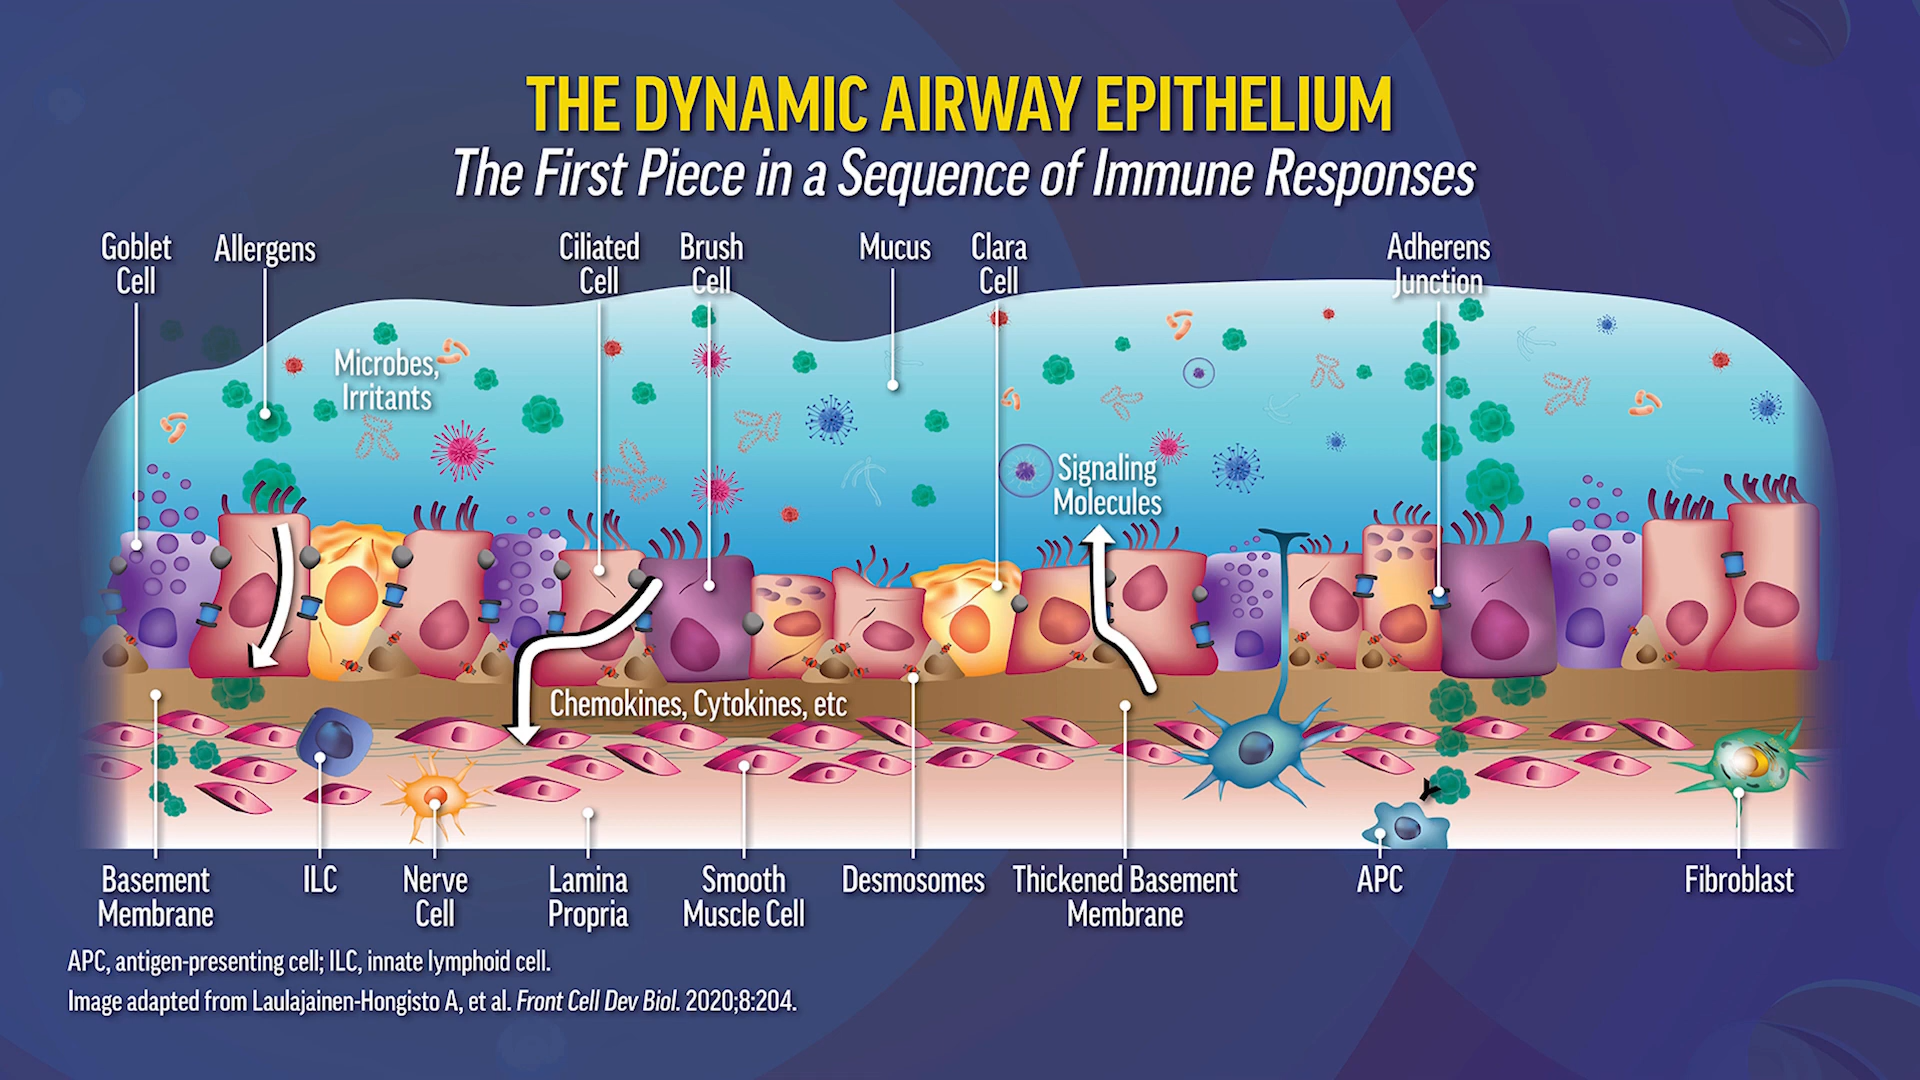 THE DYNAMIC AIRWAY EPITHELIUM
The First Piece in a Sequence of Immune Responses
Goblet
Cell
Allergens
Ciliated
Cell
Brush
Cell
Mucus
Clara
Cell
Adherens
Junction
Microbes,
Irritants
Signaling
Molecules
Chemokines, Cytokines, etc
Basement
Membrane
ILC
Nerve
Cell
Lamina
Propria
Smooth
Muscle Cell
Desmosomes
Thickened Basement
Membrane
APC
Fibroblast
APC, antigen-presenting cell; ILC, innate lymphoid cell.
Image adapted from Laulajainen-Hongisto A, et al. Front Cell Dev Biol. 2020;8:204.